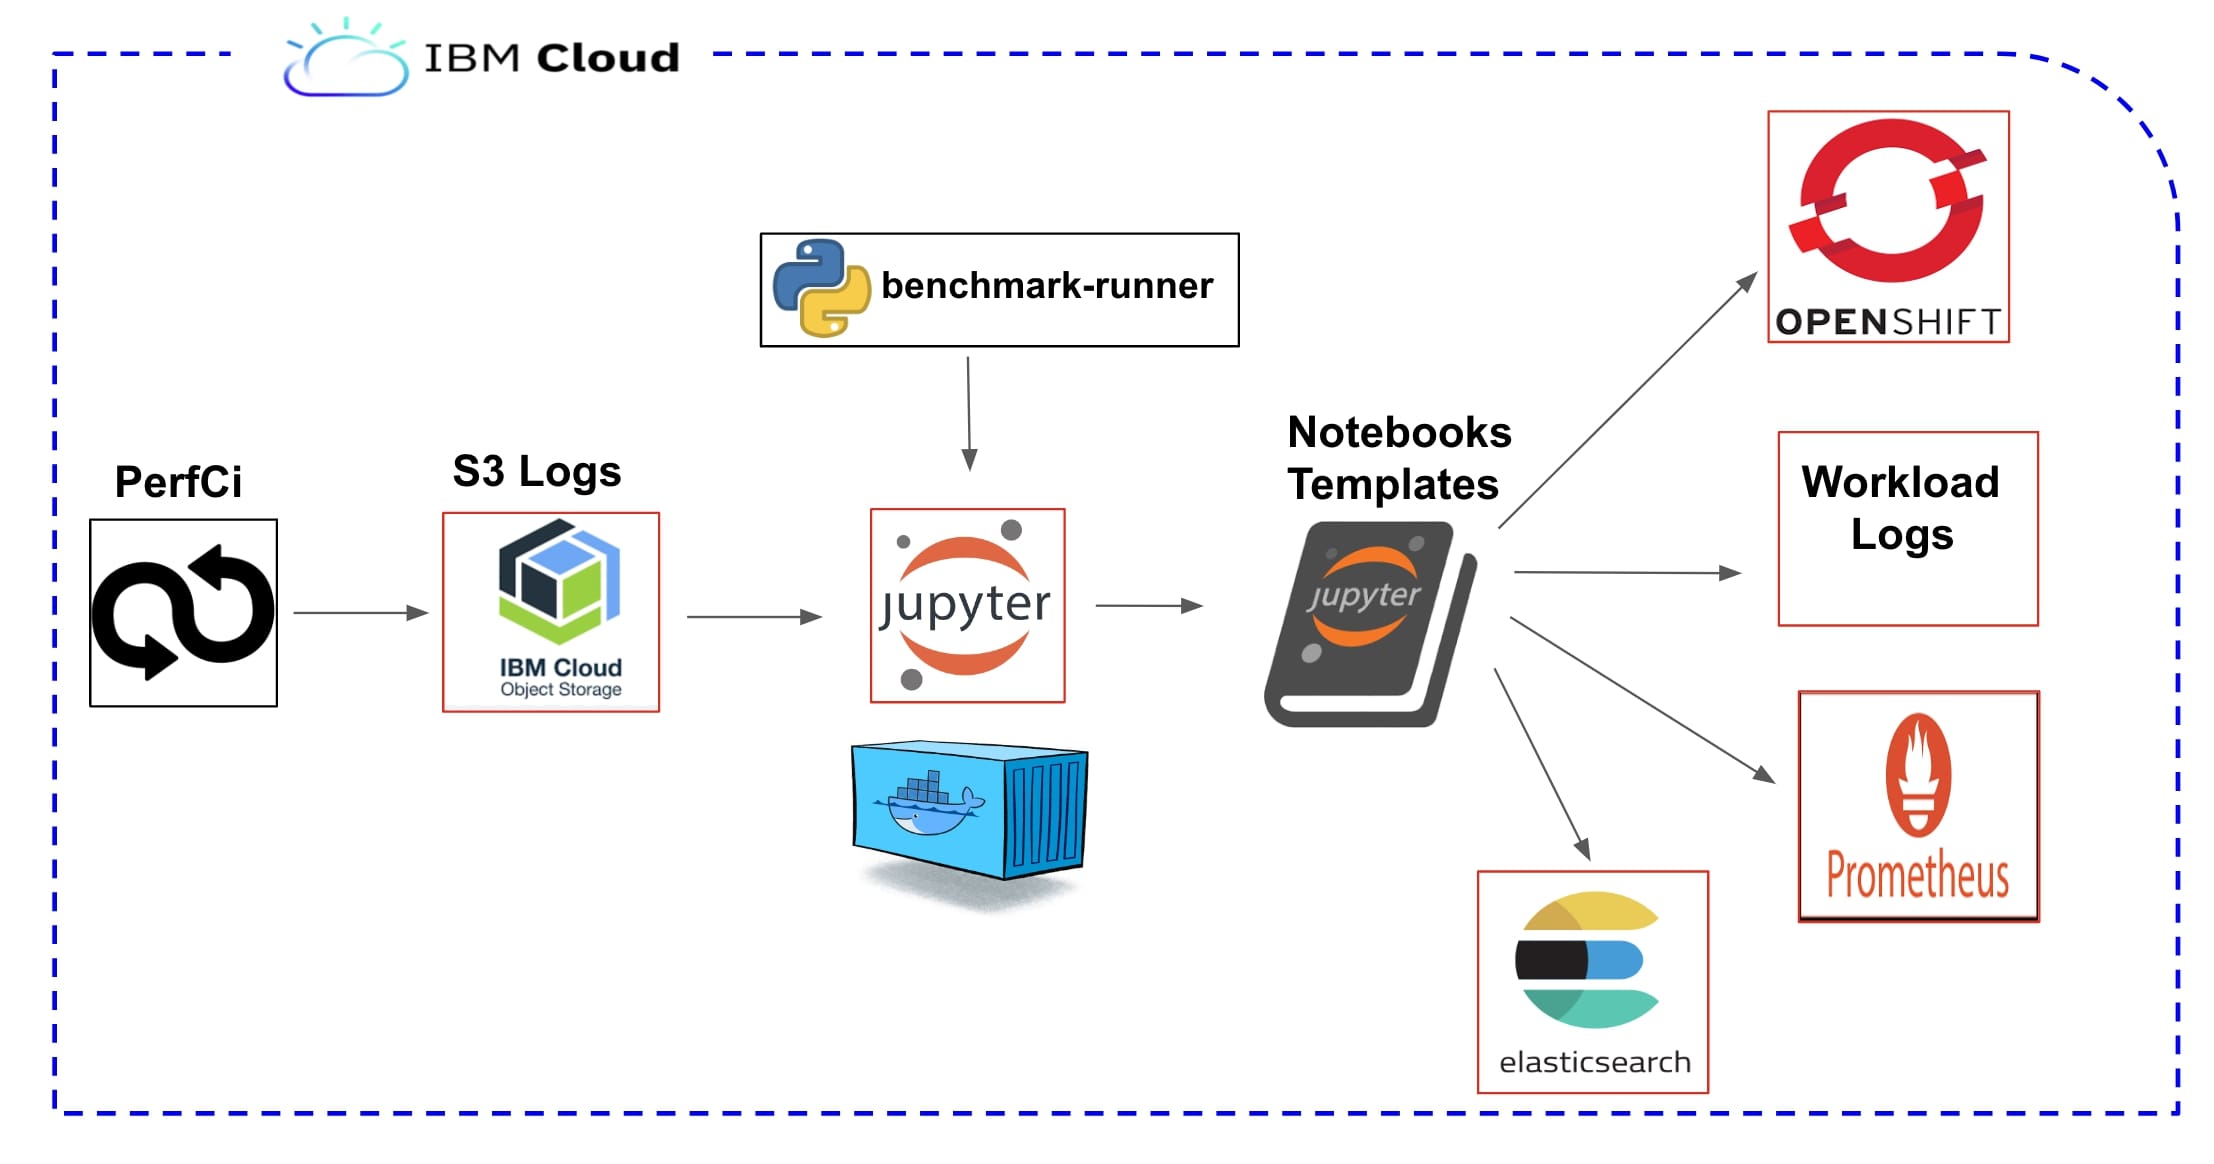 IBM Cloud
benchmark-runner
OPENSHIFT
PerfCi
S3 Logs
IBM Cloud
Object Storage
jupyter
Notebooks
Templates
jupyter
Workload
Logs
Prometheus
elasticsearch